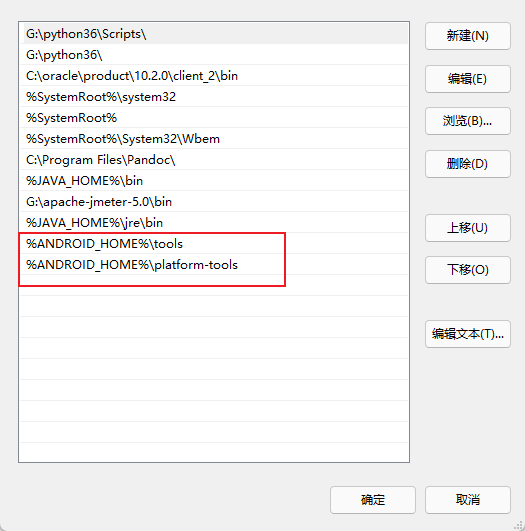 G:\python36\Scripts\
G:\python36\
C:\oracle\product\10.2.0\client_2\bin
%SystemRoot%\system32
%SystemRoot%
%SystemRoot%\System32\Wbem
C:\Program Files\Pandoc\
%JAVA_HOME%\bin
G:\apache-jmeter-5.0\bin
%JAVA_HOME%\jre\bin
%ANDROID_HOME%\tools
%ANDROID_HOME%\platform-tools
新建(N)
编辑(E)
浏览(B)...
删除(D)
上移(U)
下移(O)
编辑文本(T)...
确定
取消